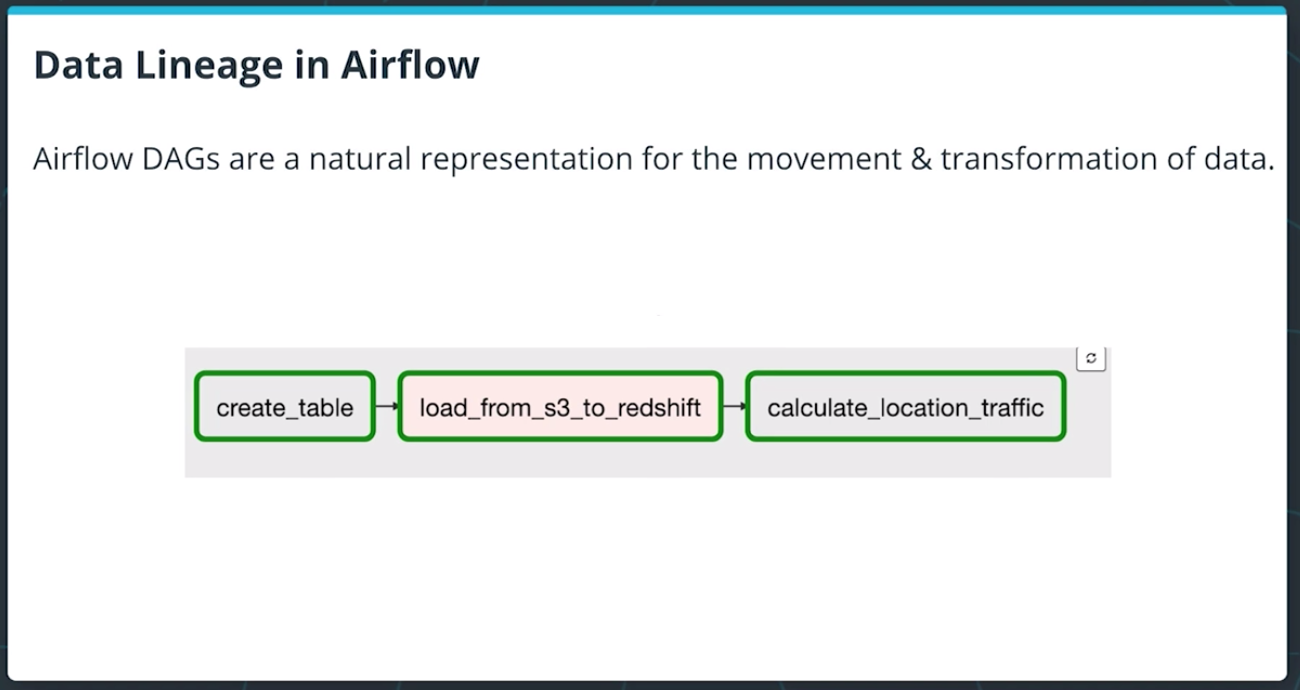 Data Lineage in Airflow
Airflow DAGs are a natural representation for the movement & transformation of data.
create_table
load_from_s3_to_redshift
calculate_location_traffic